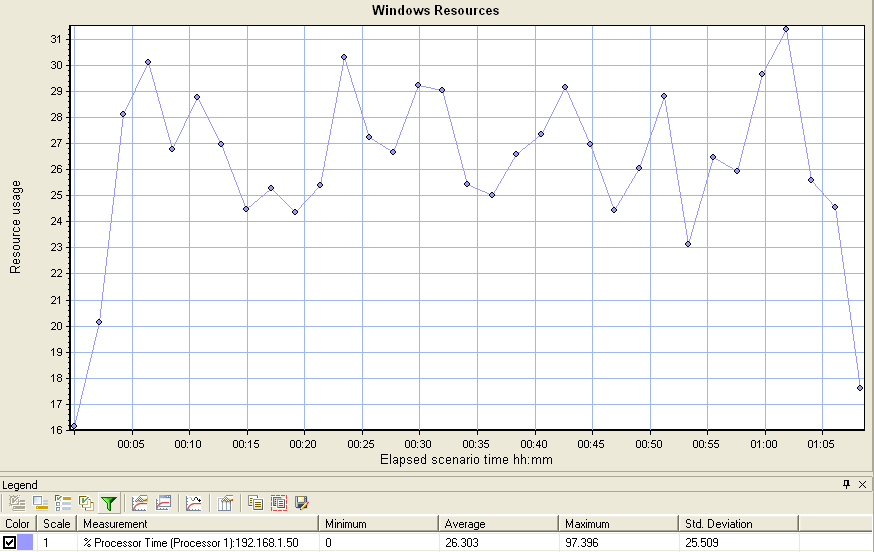 Windows Resources
31
30
29
28
27
26
25
24
23
22
21
20
19
18
17
16
Resource usage
00:05 00:10 00:15 00:20 00:25 00:30 00:35 00:40 00:45 00:50 00:55 01:00 01:05
Elapsed scenario time hh:mm
Legend
Color Scale Measurement Minimum Average Maximum Std. Deviation
1 % Processor Time (Processor 1):192.168.1.50 0 26.303 97.396 25.509